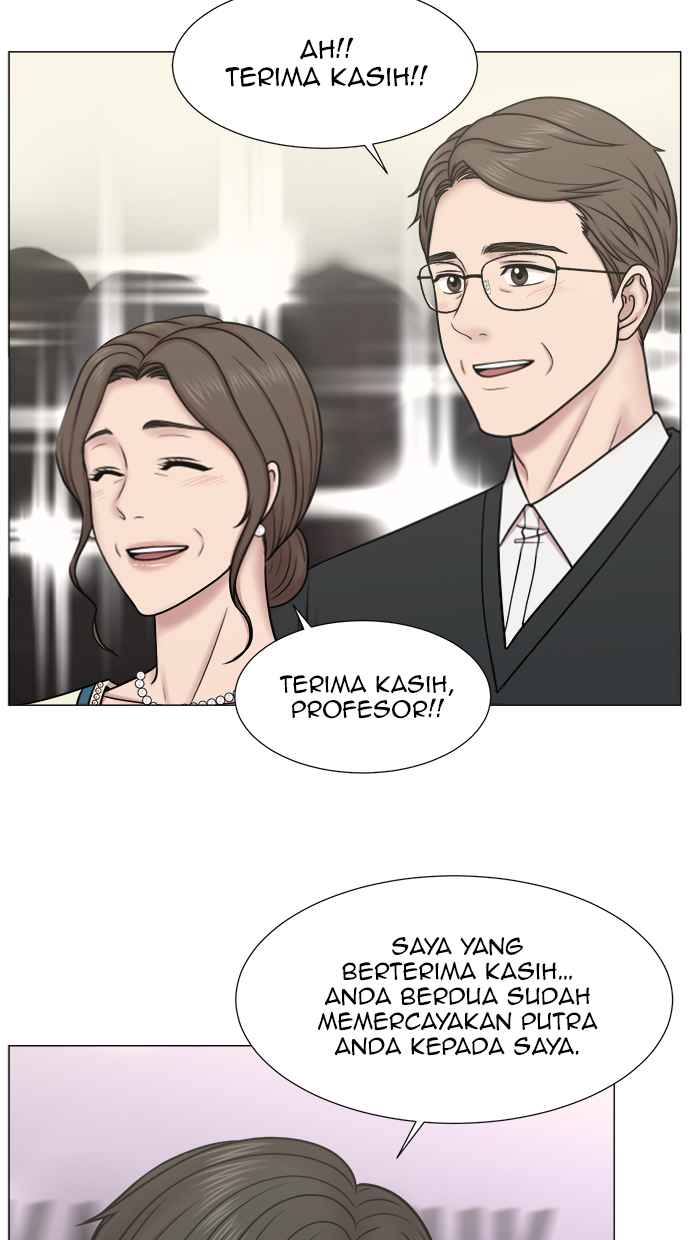 AH!!
TERIMA KASIH!!
TERIMA KASIH,
PROFESOR!!
SAYA YANG
BERTERIMA KASIH...
ANDA BERDUA SUDAH
MEMERCAYAKAN PUTRA
ANDA KEPADA SAYA.